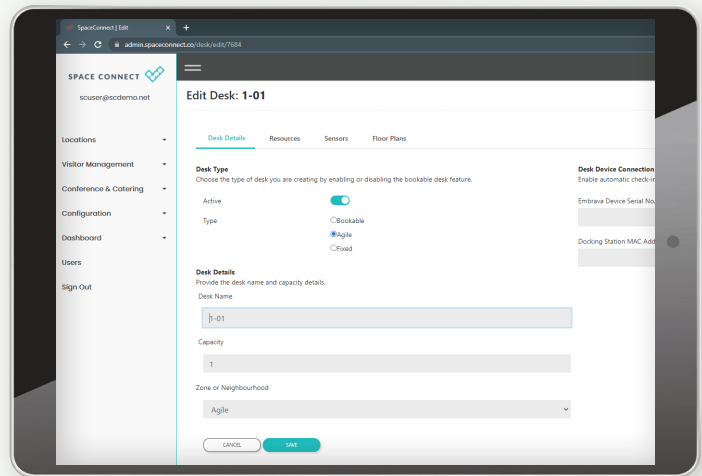 SpaceConnect | Edit
admin.spaceconnect.co/desk/edit/7684
SPACE CONNECT
scuser@scdemo.net
Locations
Visitor Management
Conference & Catering
Configuration
Dashboard
Users
Sign Out
Edit Desk: 1-01
Desk Details
Resources
Sensors
Floor Plans
Desk Type
Choose the type of desk you are creating by enabling or disabling the bookable desk feature.
Active
Type
Bookable
Agile
Fixed
Desk Details
Provide the desk name and capacity details.
Desk Name
1-01
Capacity
1
Zone or Neighbourhood
Agile
CANCEL
SAVE
Desk Device Connection
Enable automatic check-in
Embrava Device Serial No.
Docking Station MAC Add